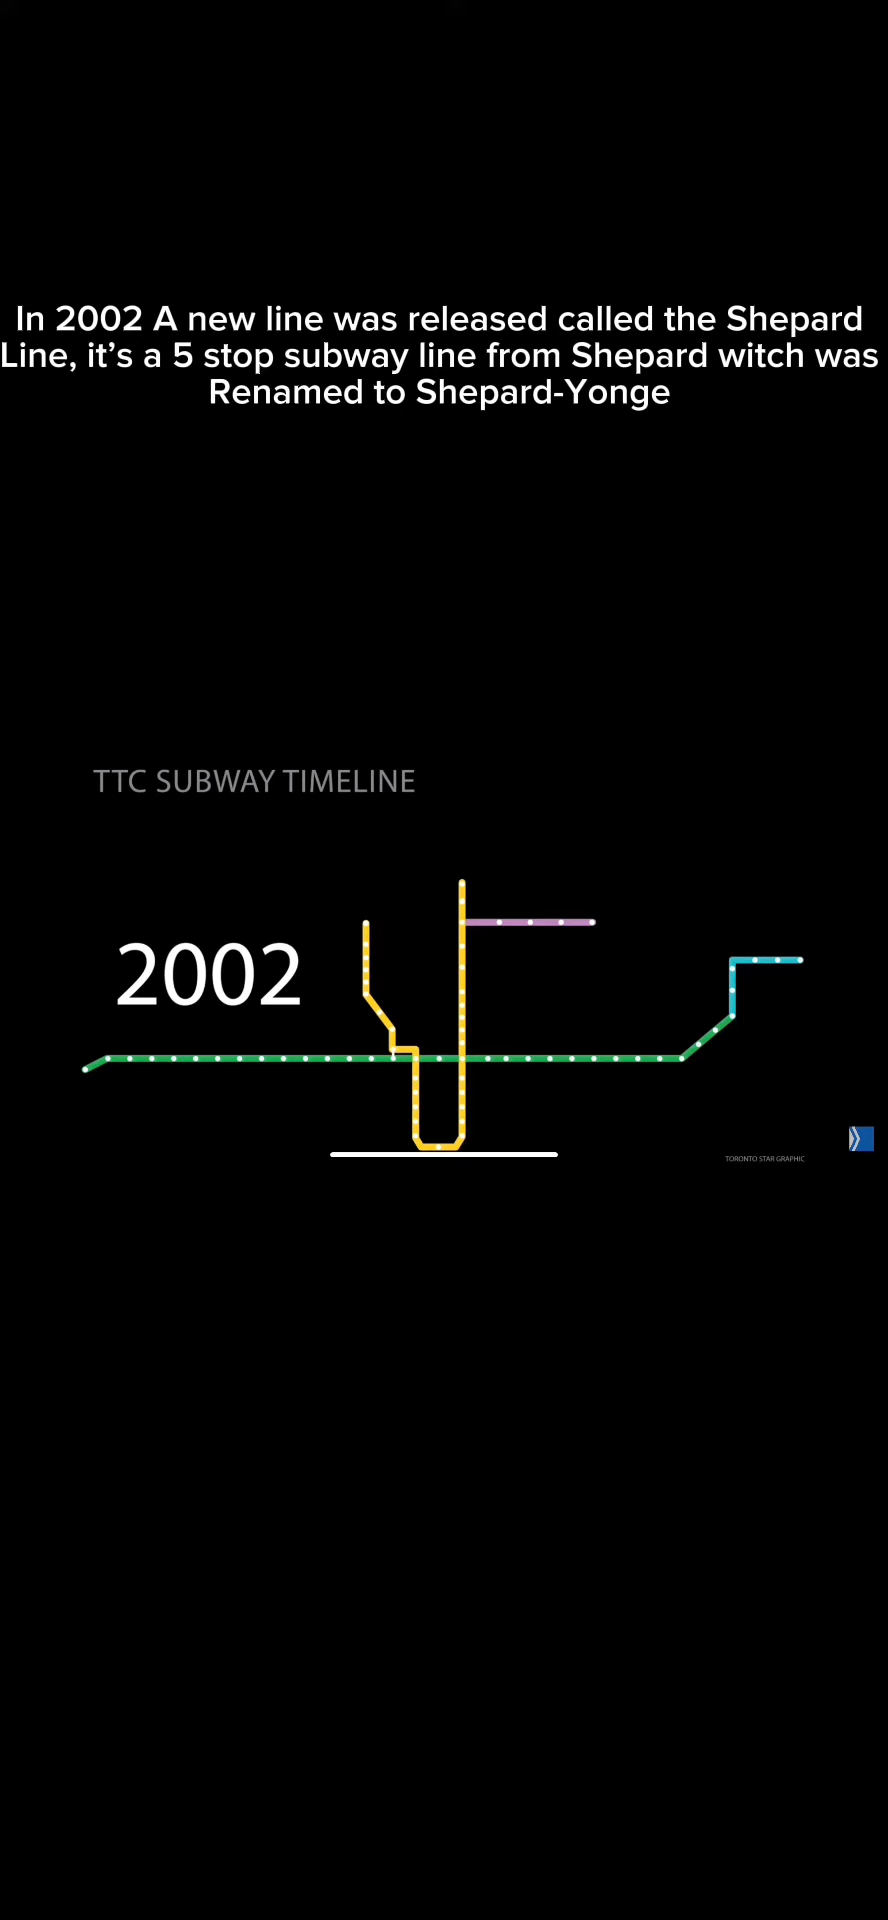 In 2002 A new line was released called the Shepard
Line, it’s a 5 stop subway line from Shepard witch was
Renamed to Shepard-Yonge
TTC SUBWAY TIMELINE
2002
TORONTO STAR GRAPHIC